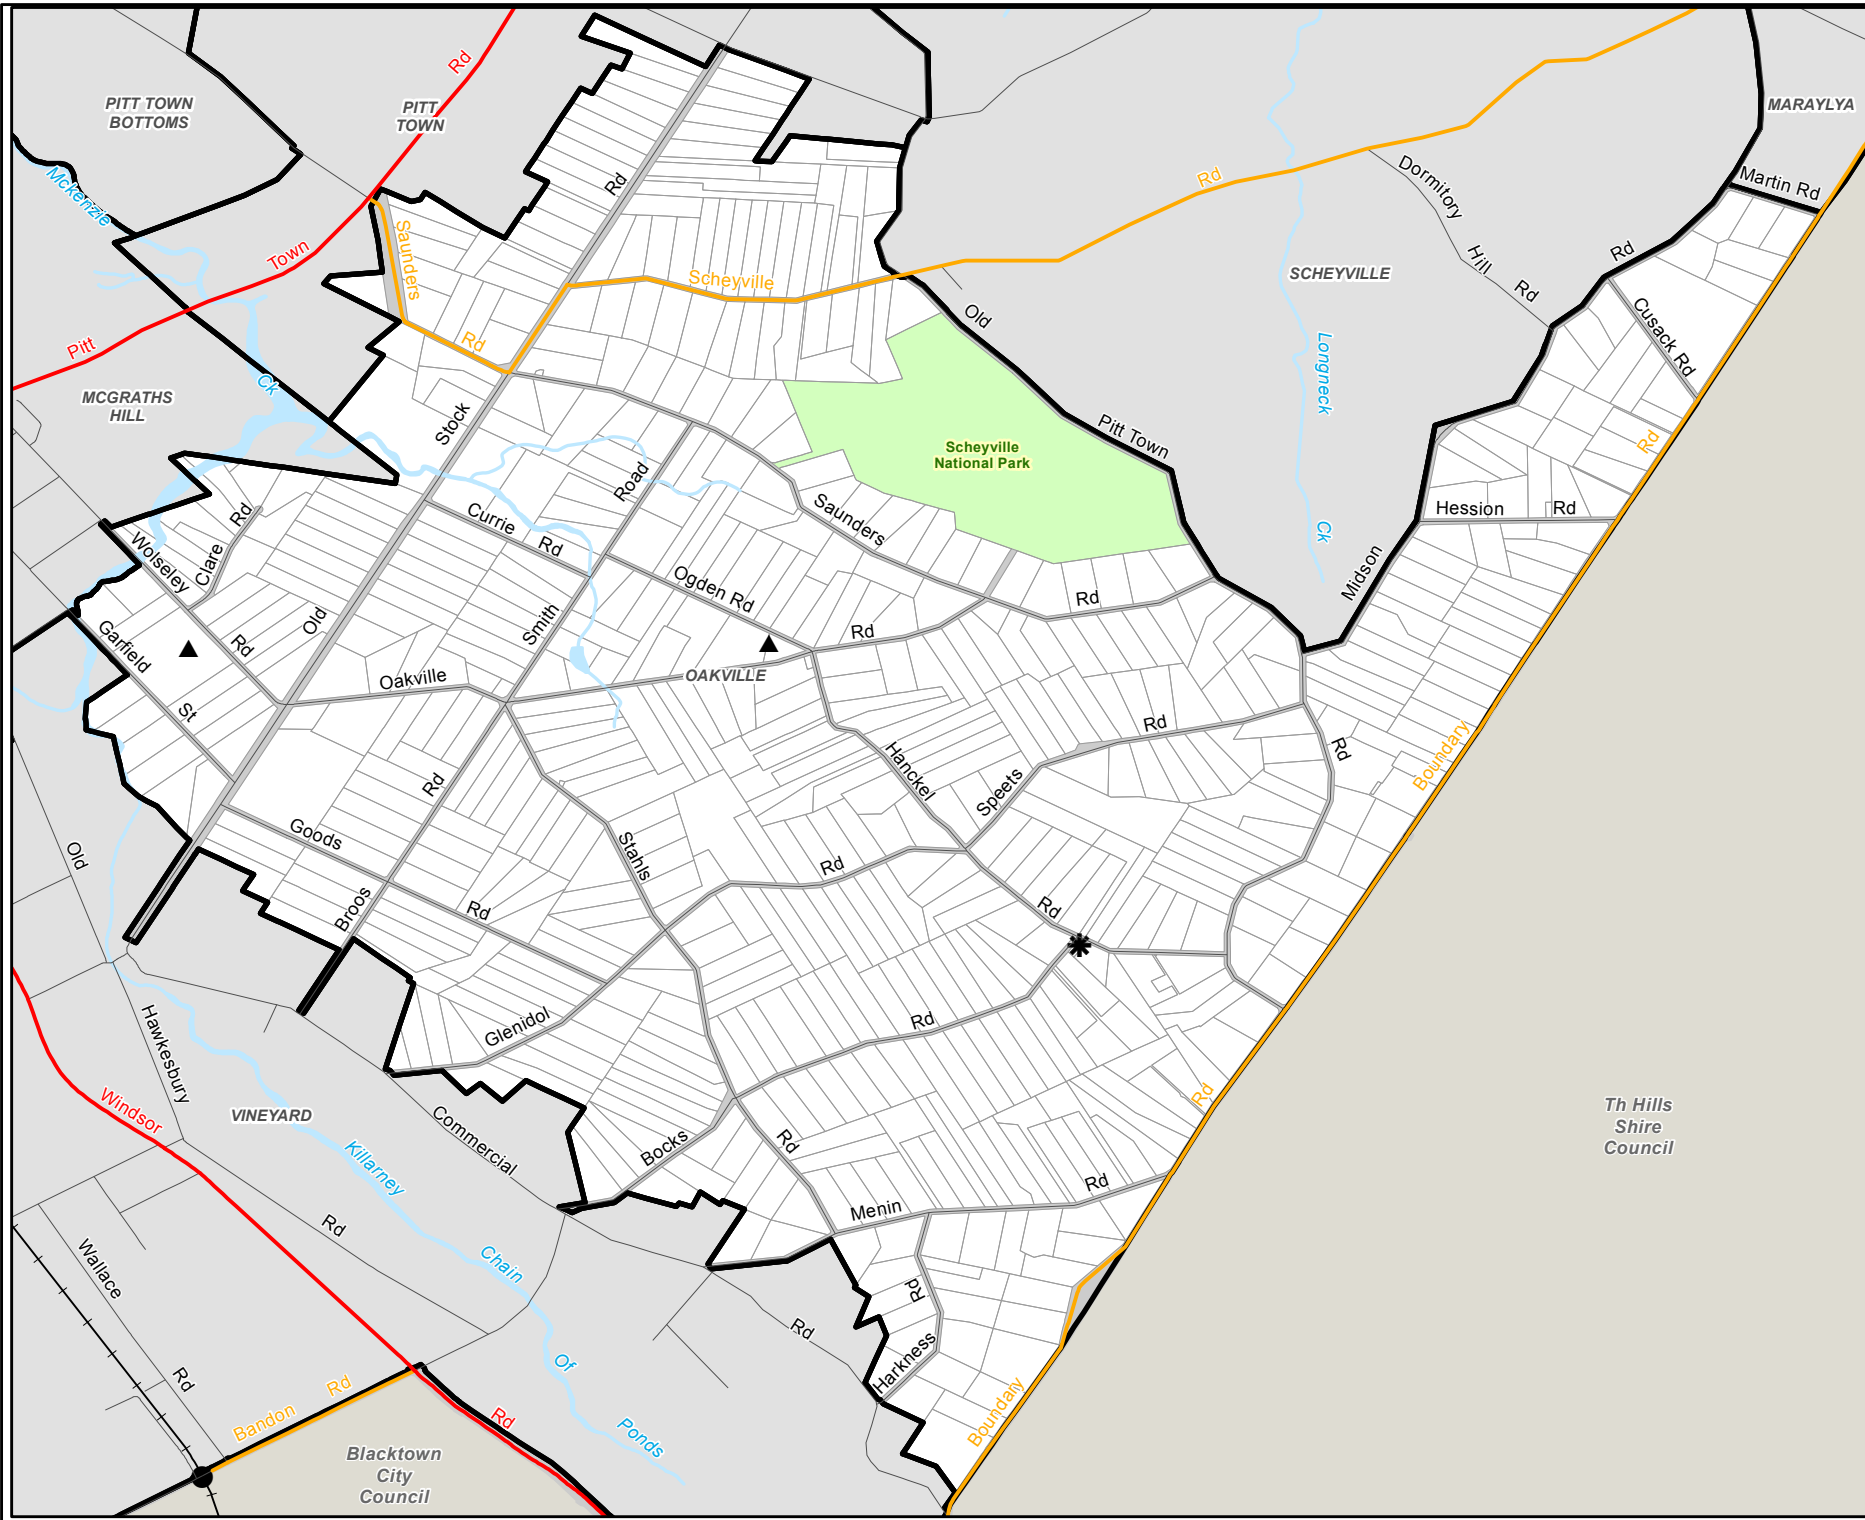 PITT TOWN
BOTTOMS
PITT
TOWN
Rd
MARAYLYA
Mckenzie
Rd
Rd
Dormitory
Martin Rd
Saunders
Town
Scheyville
Hill
Rd
SCHEYVILLE
Rd
Old
Cusack Rd
Pitt
Rd
Longneck
Ck
MCGRATHS
HILL
Stock
Pitt Town
Scheyville
National Park
Rd
Road
Saunders
Hession
Rd
Currie
Rd
Rd
Ck
Wolseley
Clare
Ogden Rd
Midson
Rd
Old
Smith
Rd
Garfield
Rd
Oakville
OAKVILLE
St
Rd
Rd
Boundary
Hanckel
Rd
Speets
Goods
Old
Stahls
Rd
Broos
Rd
Rd
Rd
Glenidol
Hawkesbury
Windsor
VINEYARD
Commercial
Rd
Th Hills
Shire
Council
Killarney
Bocks
Rd
Rd
Menin
Rd
Wallace
Chain
Rd
Rd
Of
Harkness
Rd
Bandon
Rd
Rd
Boundary
Ponds
Blacktown
City
Council